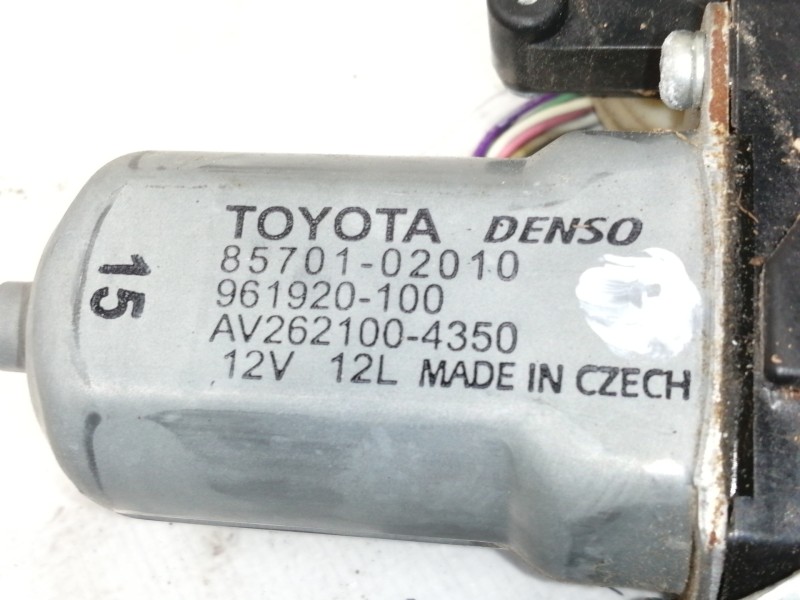 TOYOTA DENSO
85701-02010
961920-100
AV262100-4350
12V 12L MADE IN CZECH
15